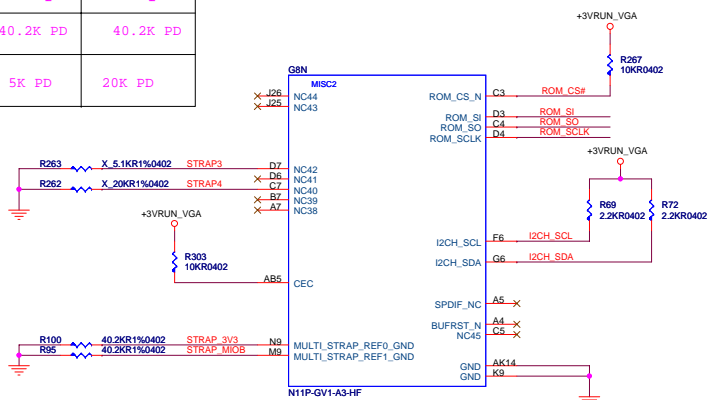 40.2K PD 40.2K PD
5K PD 20K PD
+3VRUN_VGA
R267
10KR0402
G8N
MISC2
J26 NC44
J25 NC43
ROM_CS_N C3 ROM_CS#
ROM_SI D3 ROM_SI
ROM_SO C4 ROM_SO
ROM_SCLK D4 ROM_SCLK
+3VRUN_VGA
R263 X_5.1KR1%0402 STRAP3 D7 NC42
D6 NC41
R262 X_20KR1%0402 STRAP4 C7 NC40
B7 NC39
A7 NC38
R69
2.2KR0402
R72
2.2KR0402
+3VRUN_VGA
I2CH_SCL F6 I2CH_SCL
I2CH_SDA G6 I2CH_SDA
R303
10KR0402
AB5 CEC
SPDIF_NC A5
BUFRST_N A4
NC45 C5
R100 40.2KR1%0402 STRAP_3V3 N9 MULTI_STRAP_REF0_GND
R95 40.2KR1%0402 STRAP_MIOB M9 MULTI_STRAP_REF1_GND
GND AK14
GND K9
N11P-GV1-A3-HF